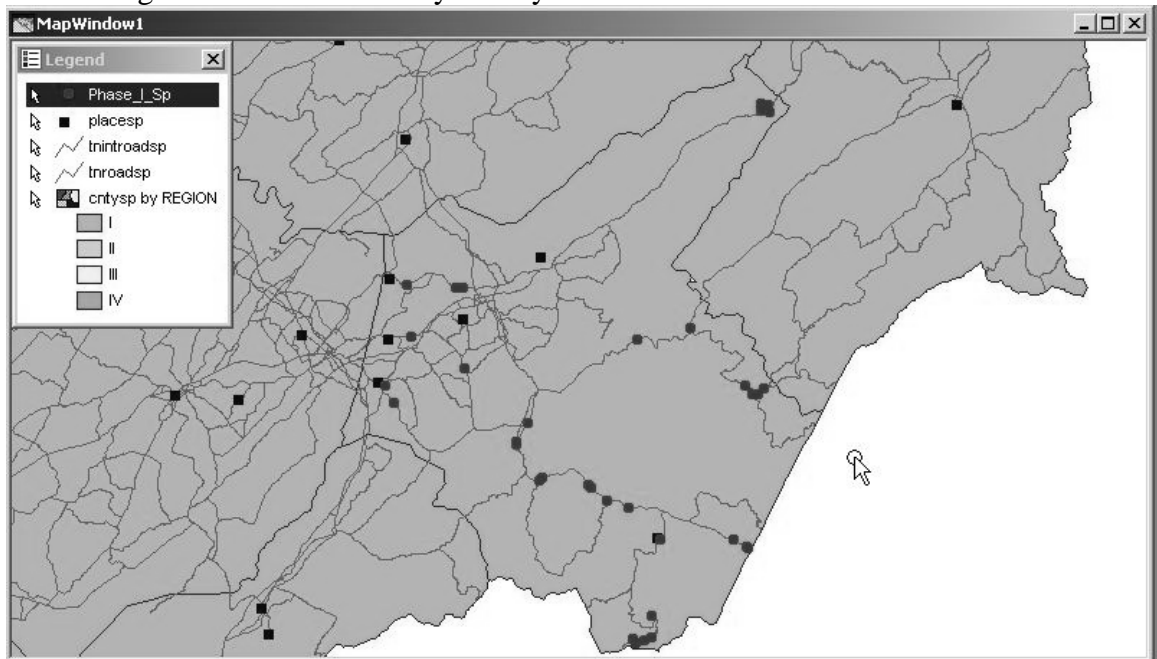 MapWindow1
Legend
Phase_I_Sp
placesp
tnintroadsp
tnroadsp
cntysp by REGION
I
II
III
IV